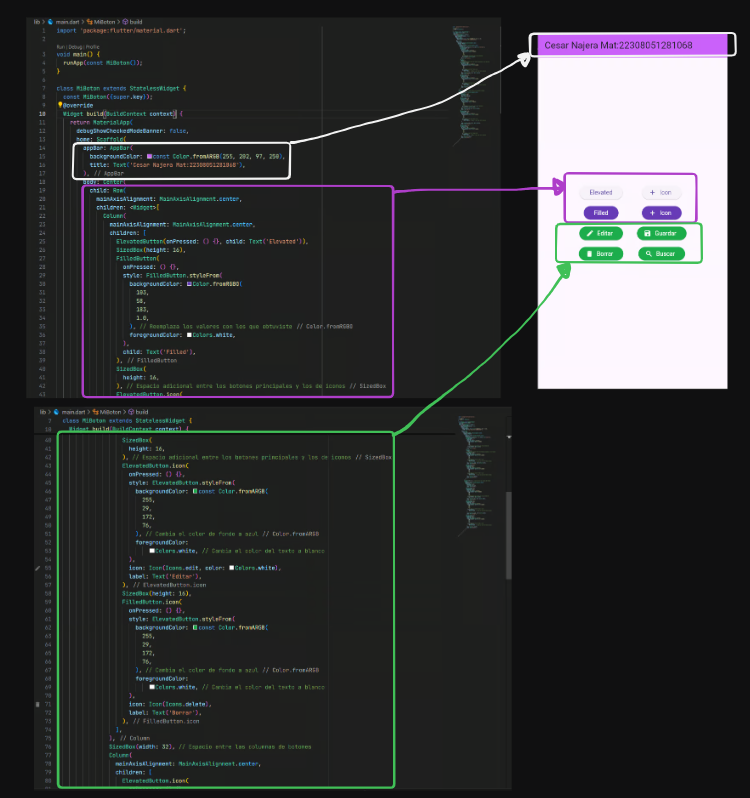 lib > main.dart > MiBoton > build
1 import 'package:flutter/material.dart';
2
Run | Debug | Profile
3 void main() {
4 runApp(const MiBoton());
5 }
6
7 class MiBoton extends StatelessWidget {
8 const MiBoton({super.key});
9 @override
10 Widget build(BuildContext context) {
11 return MaterialApp(
12 debugShowCheckedModeBanner: false,
13 home: Scaffold(
14 appBar: AppBar(
15 backgroundColor: const Color.fromARGB(255, 202, 97, 250),
16 title: Text('Cesar Najera Mat:22308051281068'),
17 ), // AppBar
18 body: Center(
19 child: Row(
20 mainAxisAlignment: MainAxisAlignment.center,
21 children: <Widget>[
22 Column(
23 mainAxisAlignment: MainAxisAlignment.center,
24 children: [
25 ElevatedButton(onPressed: () {}, child: Text('Elevated')),
26 SizedBox(height: 16),
27 FilledButton(
28 onPressed: () {},
29 style: FilledButton.styleFrom(
30 backgroundColor: Color.fromRGBO(
31 103,
32 58,
33 183,
34 1.0,
35 ), // Reemplaza los valores con los que obtuviste // Color.fromRGBO
36 foregroundColor: Colors.white,
37 ),
38 child: Text('Filled'),
39 ), // FilledButton
40 SizedBox(
41 height: 16,
42 ), // Espacio adicional entre los botones principales y los de iconos // SizedBox
43 ElevatedButton.icon(
Cesar Najera Mat:22308051281068
Elevated
+ Icon
Filled
+ Icon
Editar
Guardar
Borrar
Buscar
lib > main.dart > MiBoton > build
7 class MiBoton extends StatelessWidget {
10 Widget build(BuildContext context) {
40 SizedBox(
41 height: 16,
42 ), // Espacio adicional entre los botones principales y los de iconos // SizedBox
43 ElevatedButton.icon(
44 onPressed: () {},
45 style: ElevatedButton.styleFrom(
46 backgroundColor: const Color.fromARGB(
47 255,
48 29,
49 172,
50 76,
51 ), // Cambia el color de fondo a azul // Color.fromARGB
52 foregroundColor:
53 Colors.white, // Cambia el color del texto a blanco
54 ),
55 icon: Icon(Icons.edit, color: Colors.white),
56 label: Text('Editar'),
57 ), // ElevatedButton.icon
58 SizedBox(height: 16),
59 FilledButton.icon(
60 onPressed: () {},
61 style: ElevatedButton.styleFrom(
62 backgroundColor: const Color.fromARGB(
63 255,
64 29,
65 172,
66 76,
67 ), // Cambia el color de fondo a azul // Color.fromARGB
68 foregroundColor:
69 Colors.white, // Cambia el color del texto a blanco
70 ),
71 icon: Icon(Icons.delete),
72 label: Text('Borrar'),
73 ), // FilledButton.icon
74 ],
75 ), // Column
76 SizedBox(width: 32), // Espacio entre las columnas de botones
77 Column(
78 mainAxisAlignment: MainAxisAlignment.center,
79 children: [
80 ElevatedButton.icon(